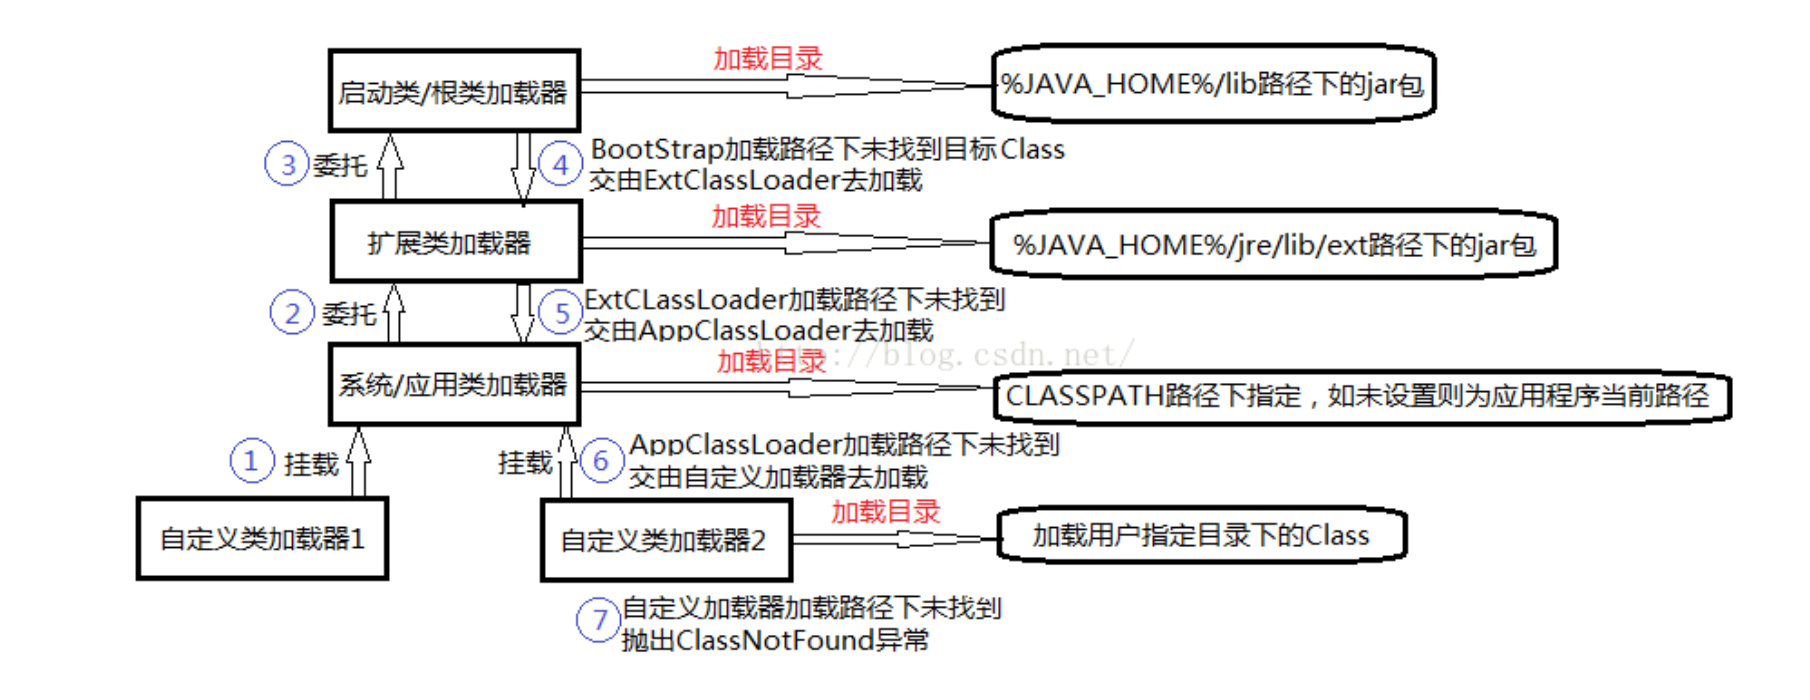 加载目录
启动类/根类加载器
%JAVA_HOME%/lib路径下的jar包
③ 委托
④ BootStrap加载路径下未找到目标Class
交由ExtClassLoader去加载
加载目录
扩展类加载器
%JAVA_HOME%/jre/lib/ext路径下的jar包
② 委托
⑤ ExtCLassLoader加载路径下未找到
交由AppClassLoader去加载
http://blog.csdn.net/
加载目录
系统/应用类加载器
CLASSPATH路径下指定，如未设置则为应用程序当前路径
① 挂载
挂载 ⑥ AppClassLoader加载路径下未找到
交由自定义加载器去加载
加载目录
自定义类加载器1
自定义类加载器2
加载用户指定目录下的Class
⑦ 自定义加载器加载路径下未找到
抛出ClassNotFound异常